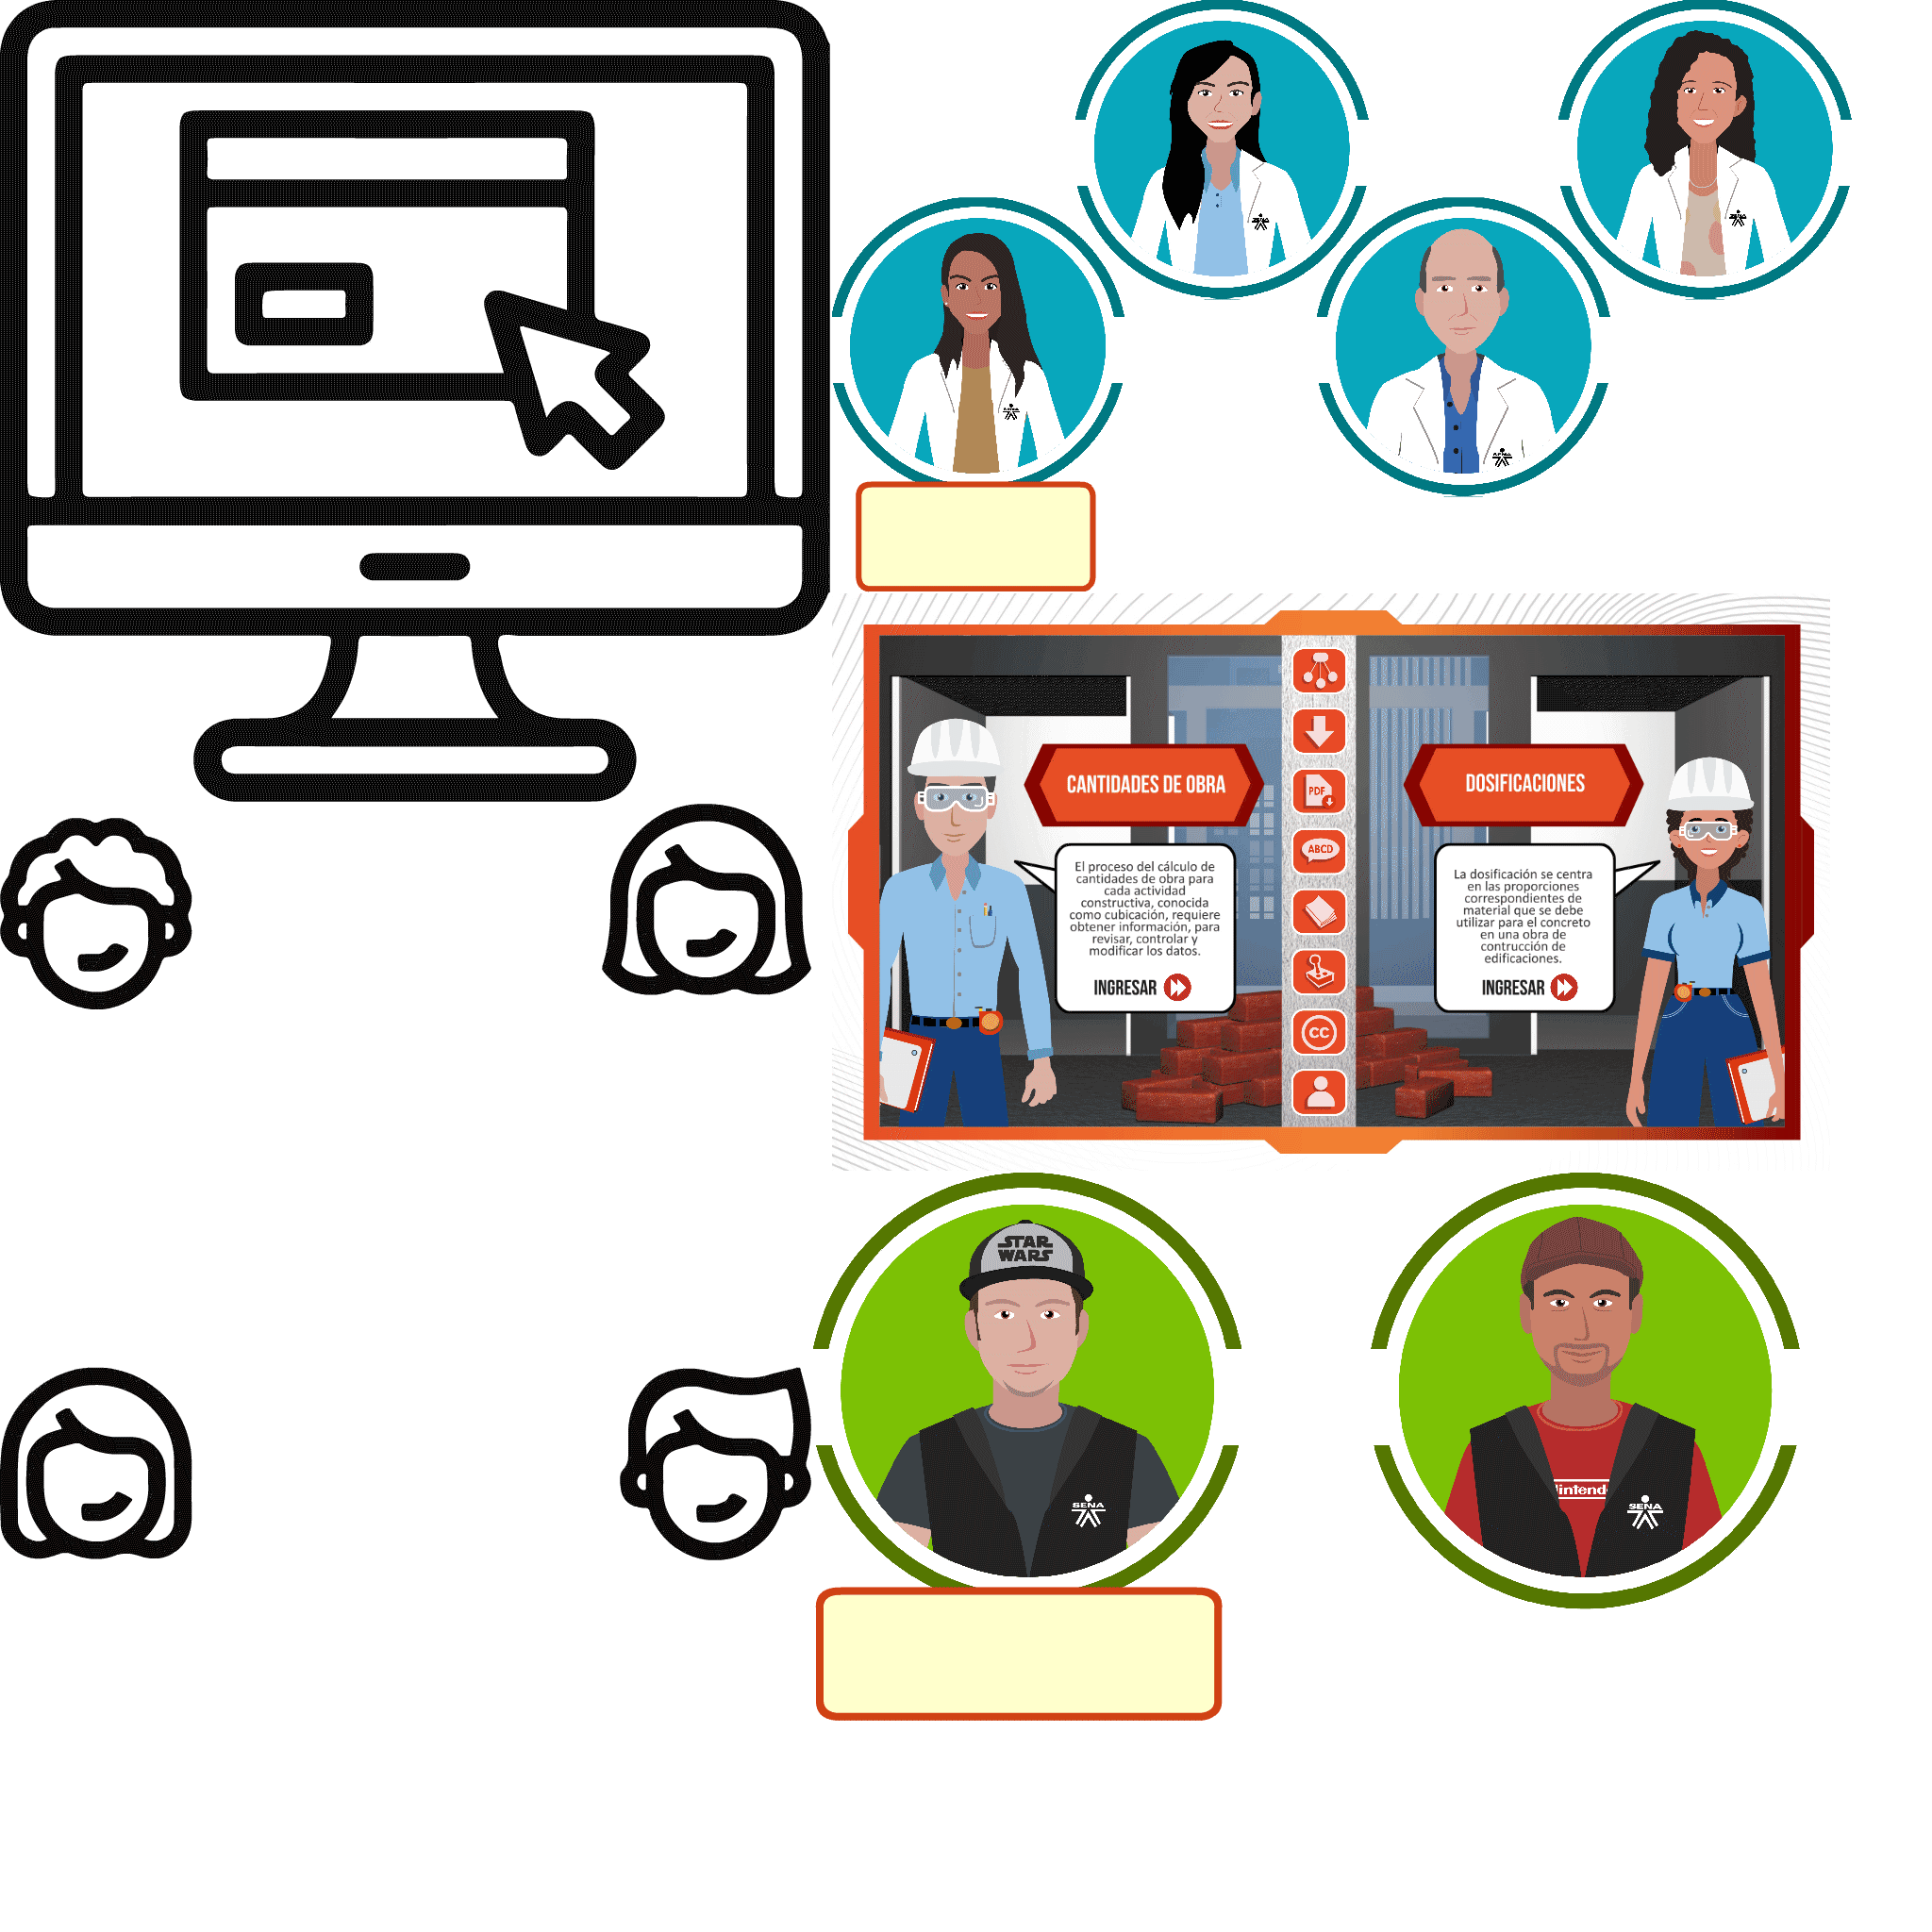 SENA
CANTIDADES DE OBRA
El proceso del cálculo de
cantidades de obra para
cada actividad
constructiva, conocida
como cubicación, requiere
obtener información, para
revisar, controlar y
modificar los datos.
INGRESAR
PDF
ABCD
CC
DOSIFICACIONES
La dosificación se centra
en las proporciones
correspondientes de
material que se debe
utilizar para el concreto
en una obra de
contrucción de
edificaciones.
INGRESAR
STAR
WARS
SENA
intend
SENA